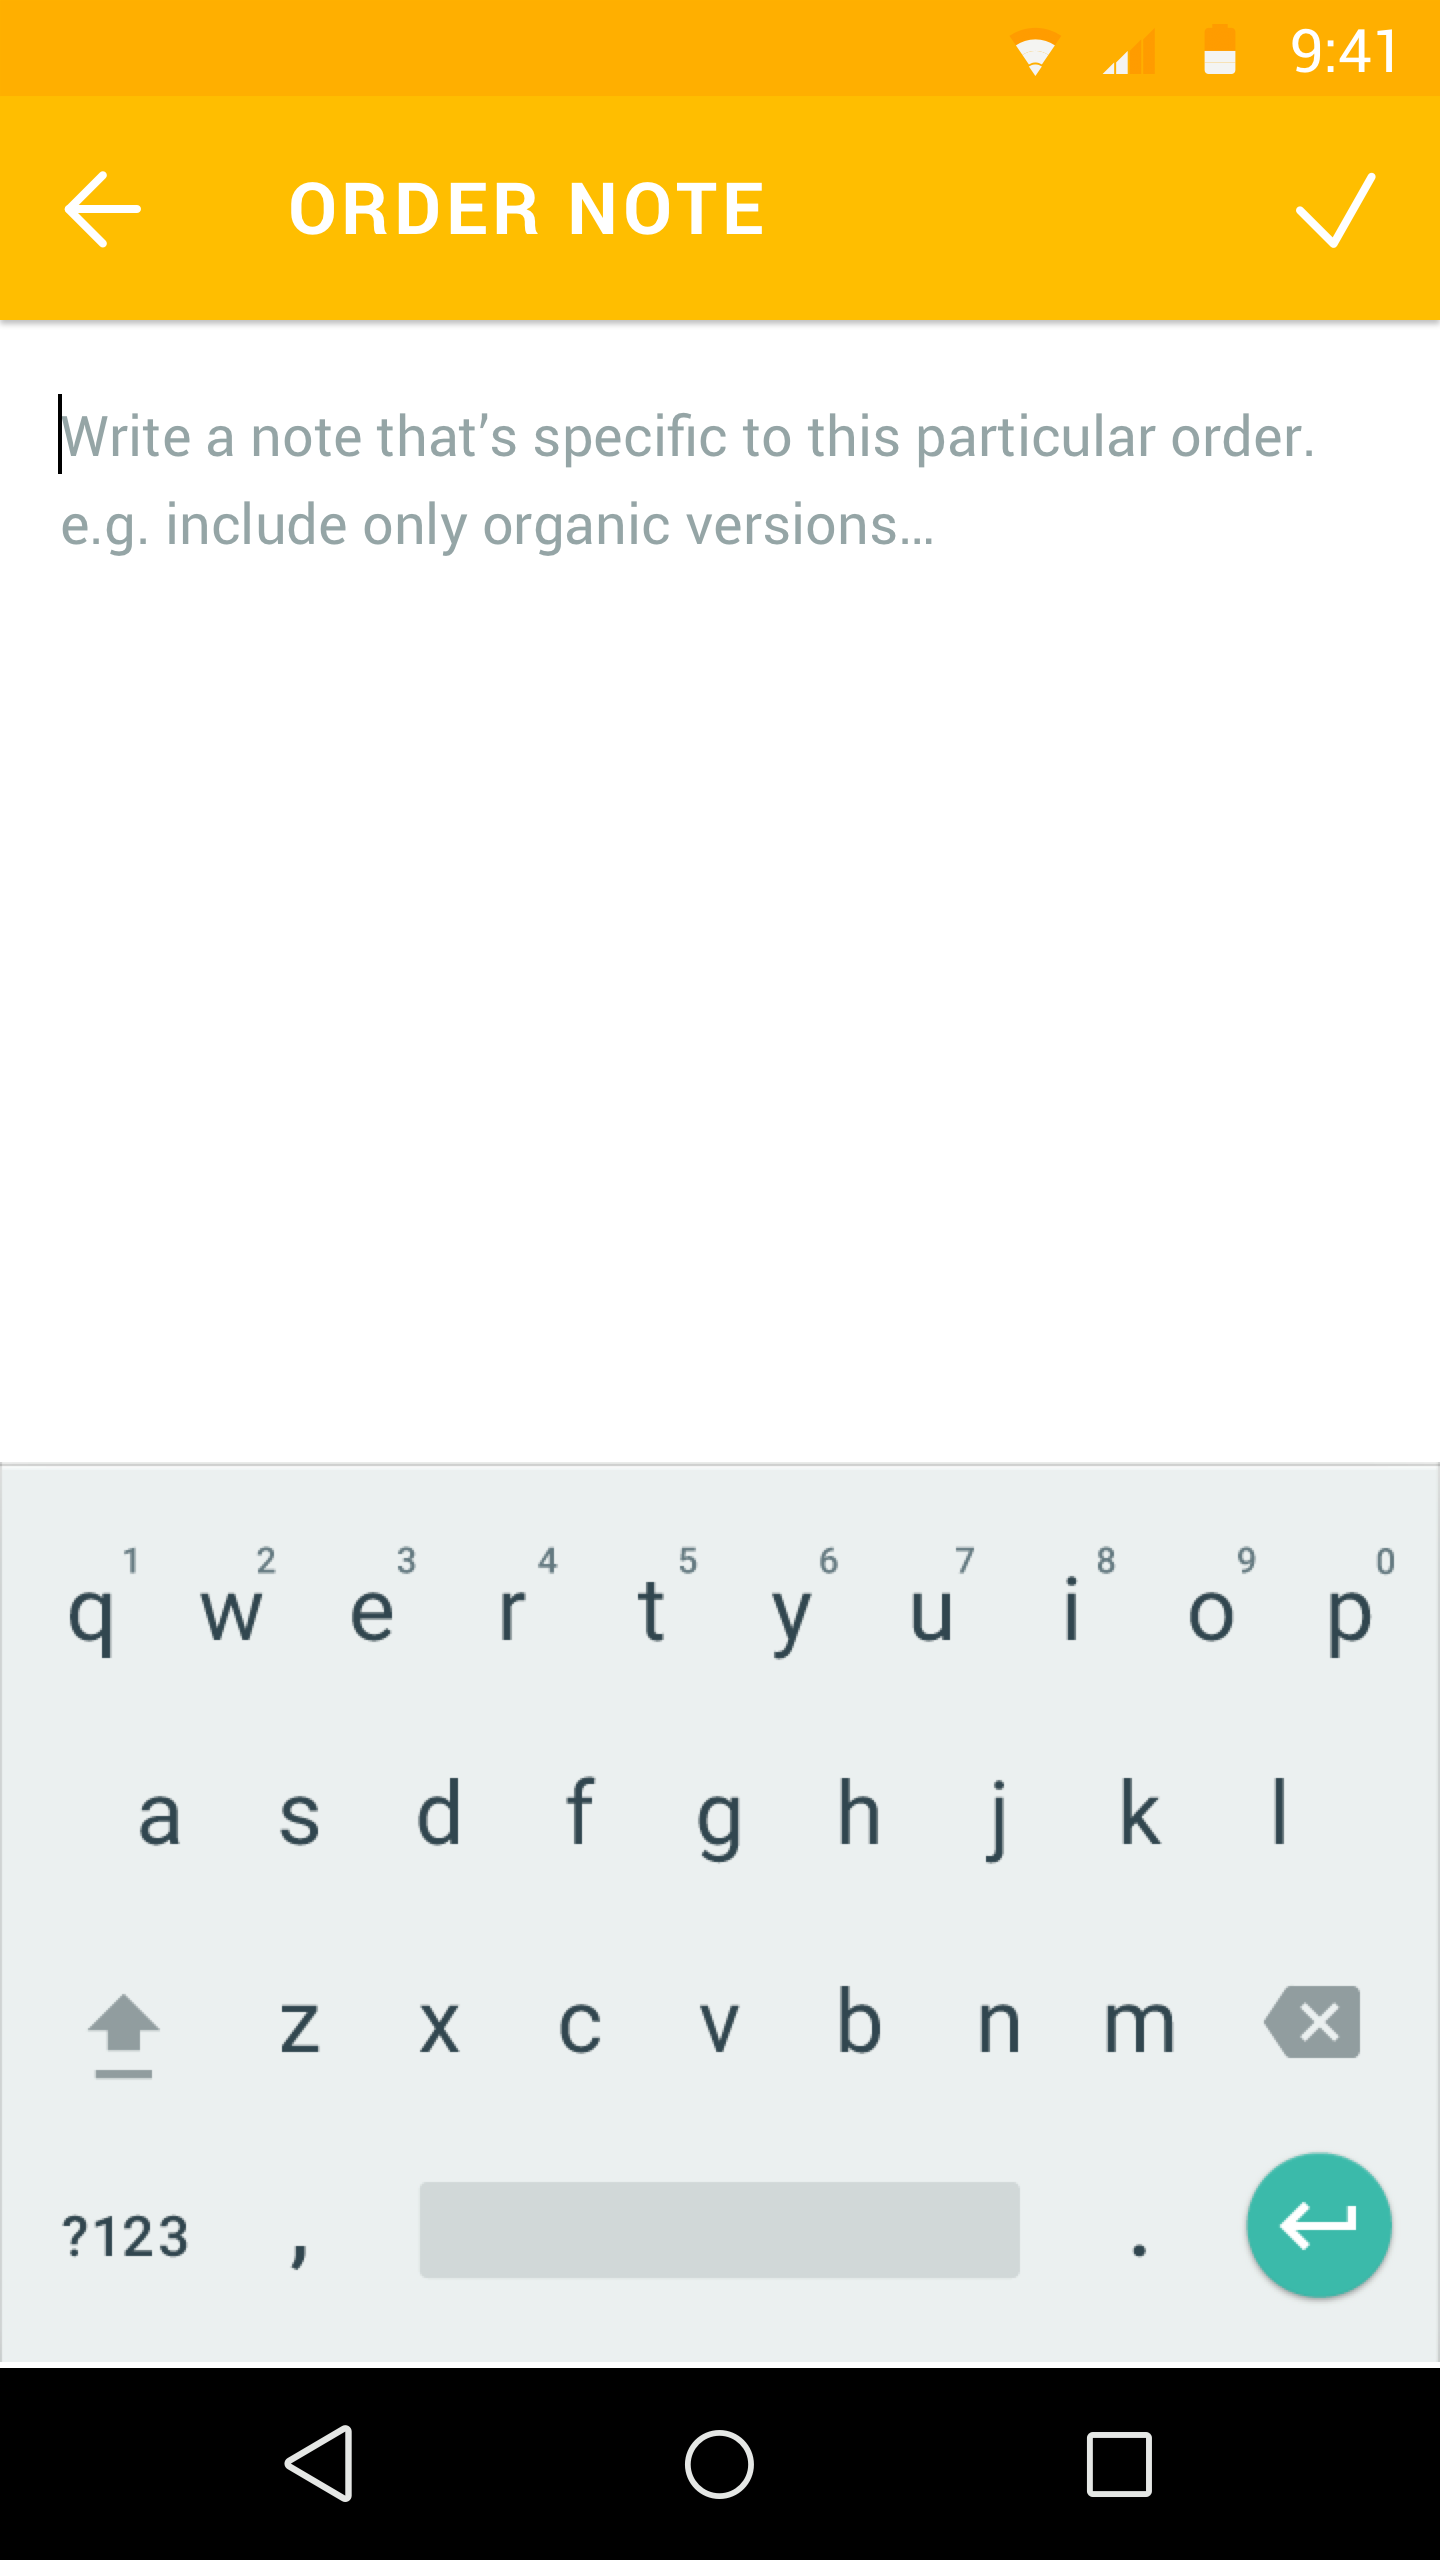 9:41
ORDER NOTE
Write a note that’s specific to this particular order.
e.g. include only organic versions…
1 2 3 4 5 6 7 8 9 0
q w e r t y u i o p
a s d f g h j k l
z x c v b n m
?123 , .